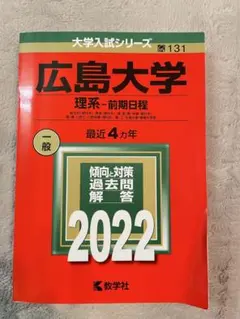 大学入試シリーズ
131
広島大学
理系-前期日程
一般
最近4カ年
傾向と対策
過去問
解答
2022
教学社